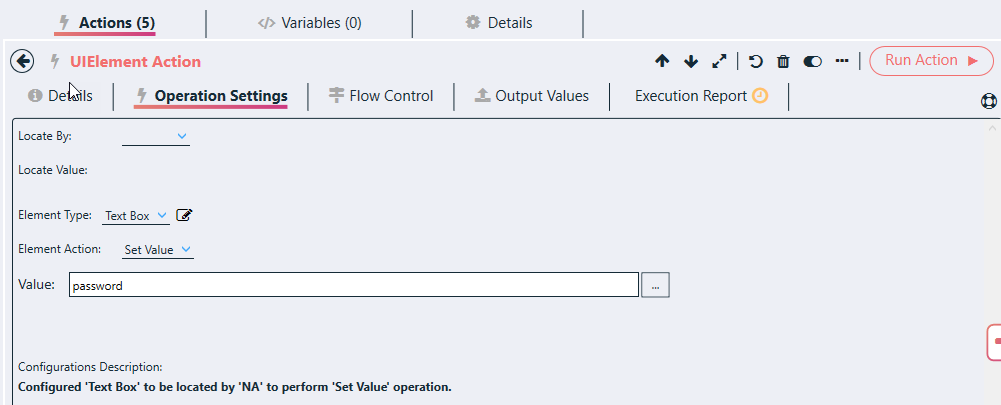 Actions (5) </> Variables (0) Details
UIElement Action Run Action
Details Operation Settings Flow Control Output Values Execution Report
Locate By:
Locate Value:
Element Type: Text Box
Element Action: Set Value
Value: password ...
Configurations Description:
Configured 'Text Box' to be located by 'NA' to perform 'Set Value' operation.